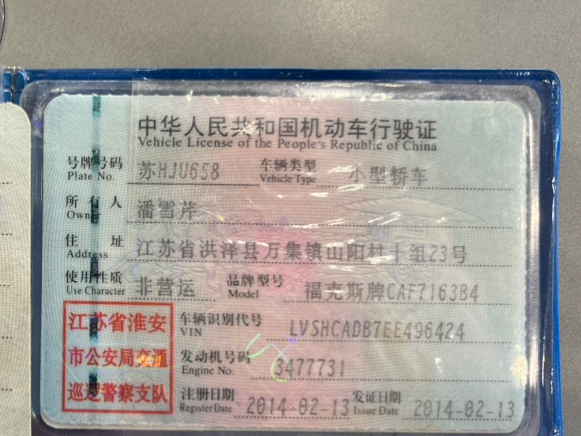 中华人民共和国机动车行驶证
Vehicle License of the People's Republic of China
号牌号码 苏HJU658 车辆类型 小型轿车
Plate No. Vehicle Type
所有人 潘雪芹
Owner
住址 江苏省洪泽县万集镇山阳村十组23号
Address
使用性质 非营运 品牌型号 福克斯牌CAF7163B4
Use Character Model
江苏省淮安
市公安局交通
巡逻警察支队
车辆识别代号 LVSHCADB7EE496424
VIN
发动机号码 3477731
Engine No.
注册日期 2014-02-13 发证日期 2014-02-13
Register Date Issue Date